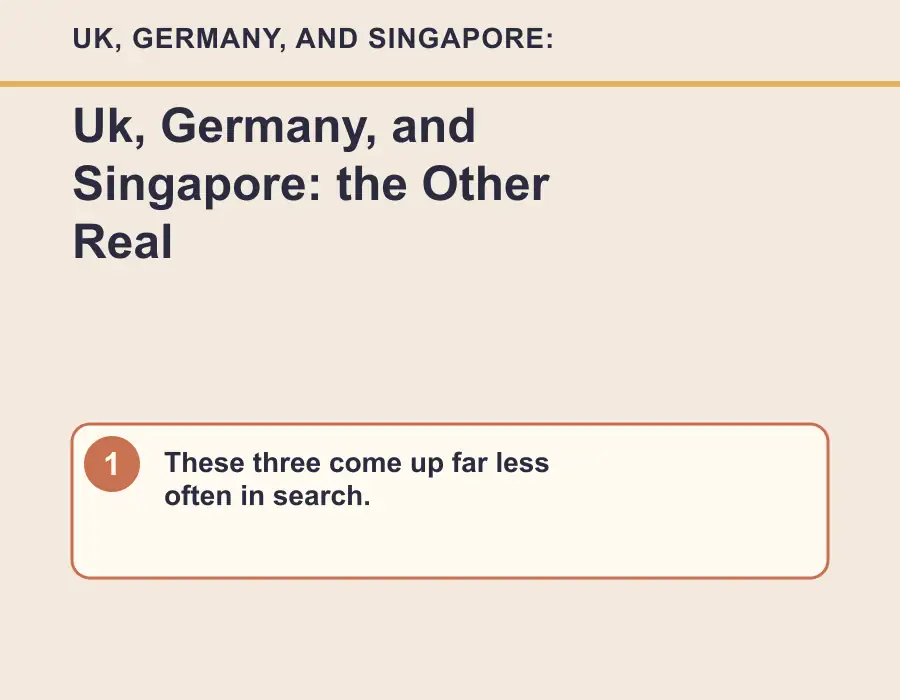 UK, GERMANY, AND SINGAPORE:
Uk, Germany, and
Singapore: the Other
Real
1
These three come up far less
often in search.